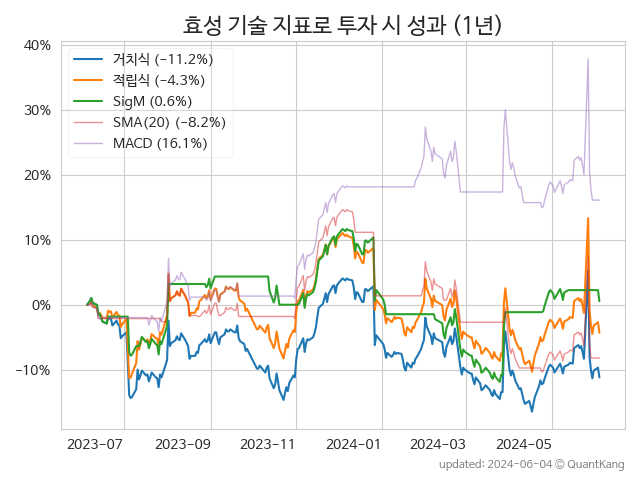 효성 기술 지표로 투자 시 성과 (1년)
40%
30%
20%
10%
0%
−10%
거치식 (−11.2%)
적립식 (−4.3%)
SigM (0.6%)
SMA(20) (−8.2%)
MACD (16.1%)
2023−07
2023−09
2023−11
2024−01
2024−03
2024−05
updated: 2024−06−04 © QuantKang